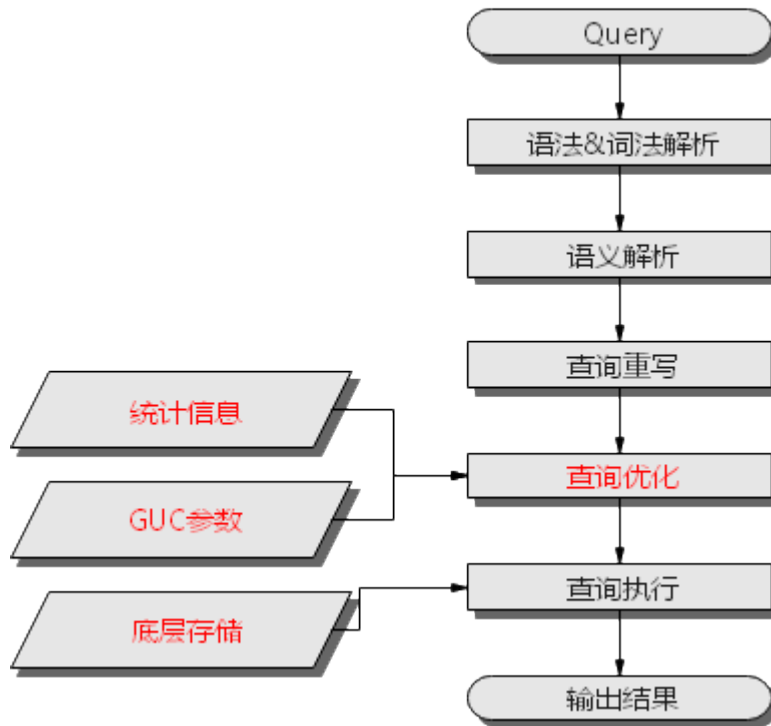 Query
语法&词法解析
语义解析
查询重写
统计信息
查询优化
GUC参数
查询执行
底层存储
输出结果